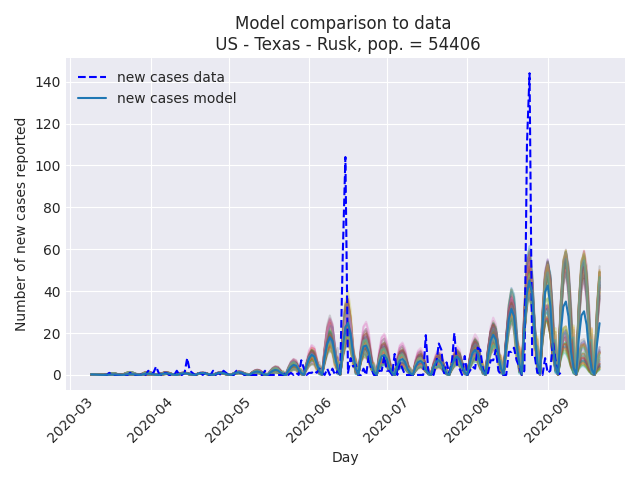 Model comparison to data
US - Texas - Rusk, pop. = 54406
new cases data
new cases model
Number of new cases reported
140
120
100
80
60
40
20
0
2020-03
2020-04
2020-05
2020-06
2020-07
2020-08
2020-09
Day